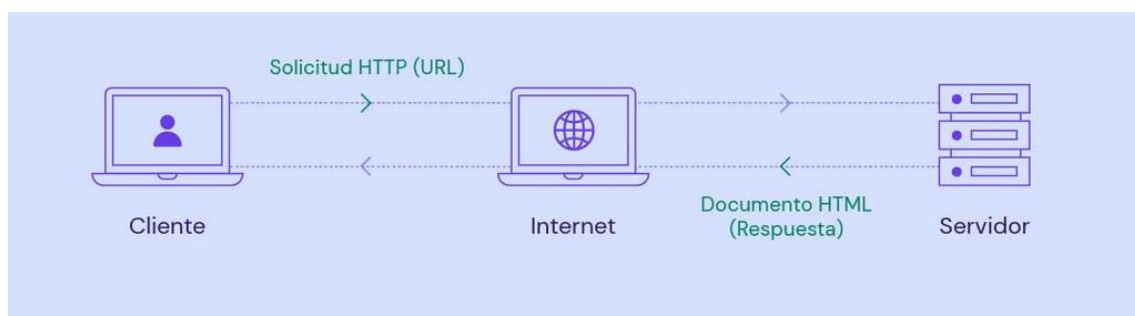 Solicitud HTTP (URL)
Cliente
Internet
Documento HTML
(Respuesta)
Servidor